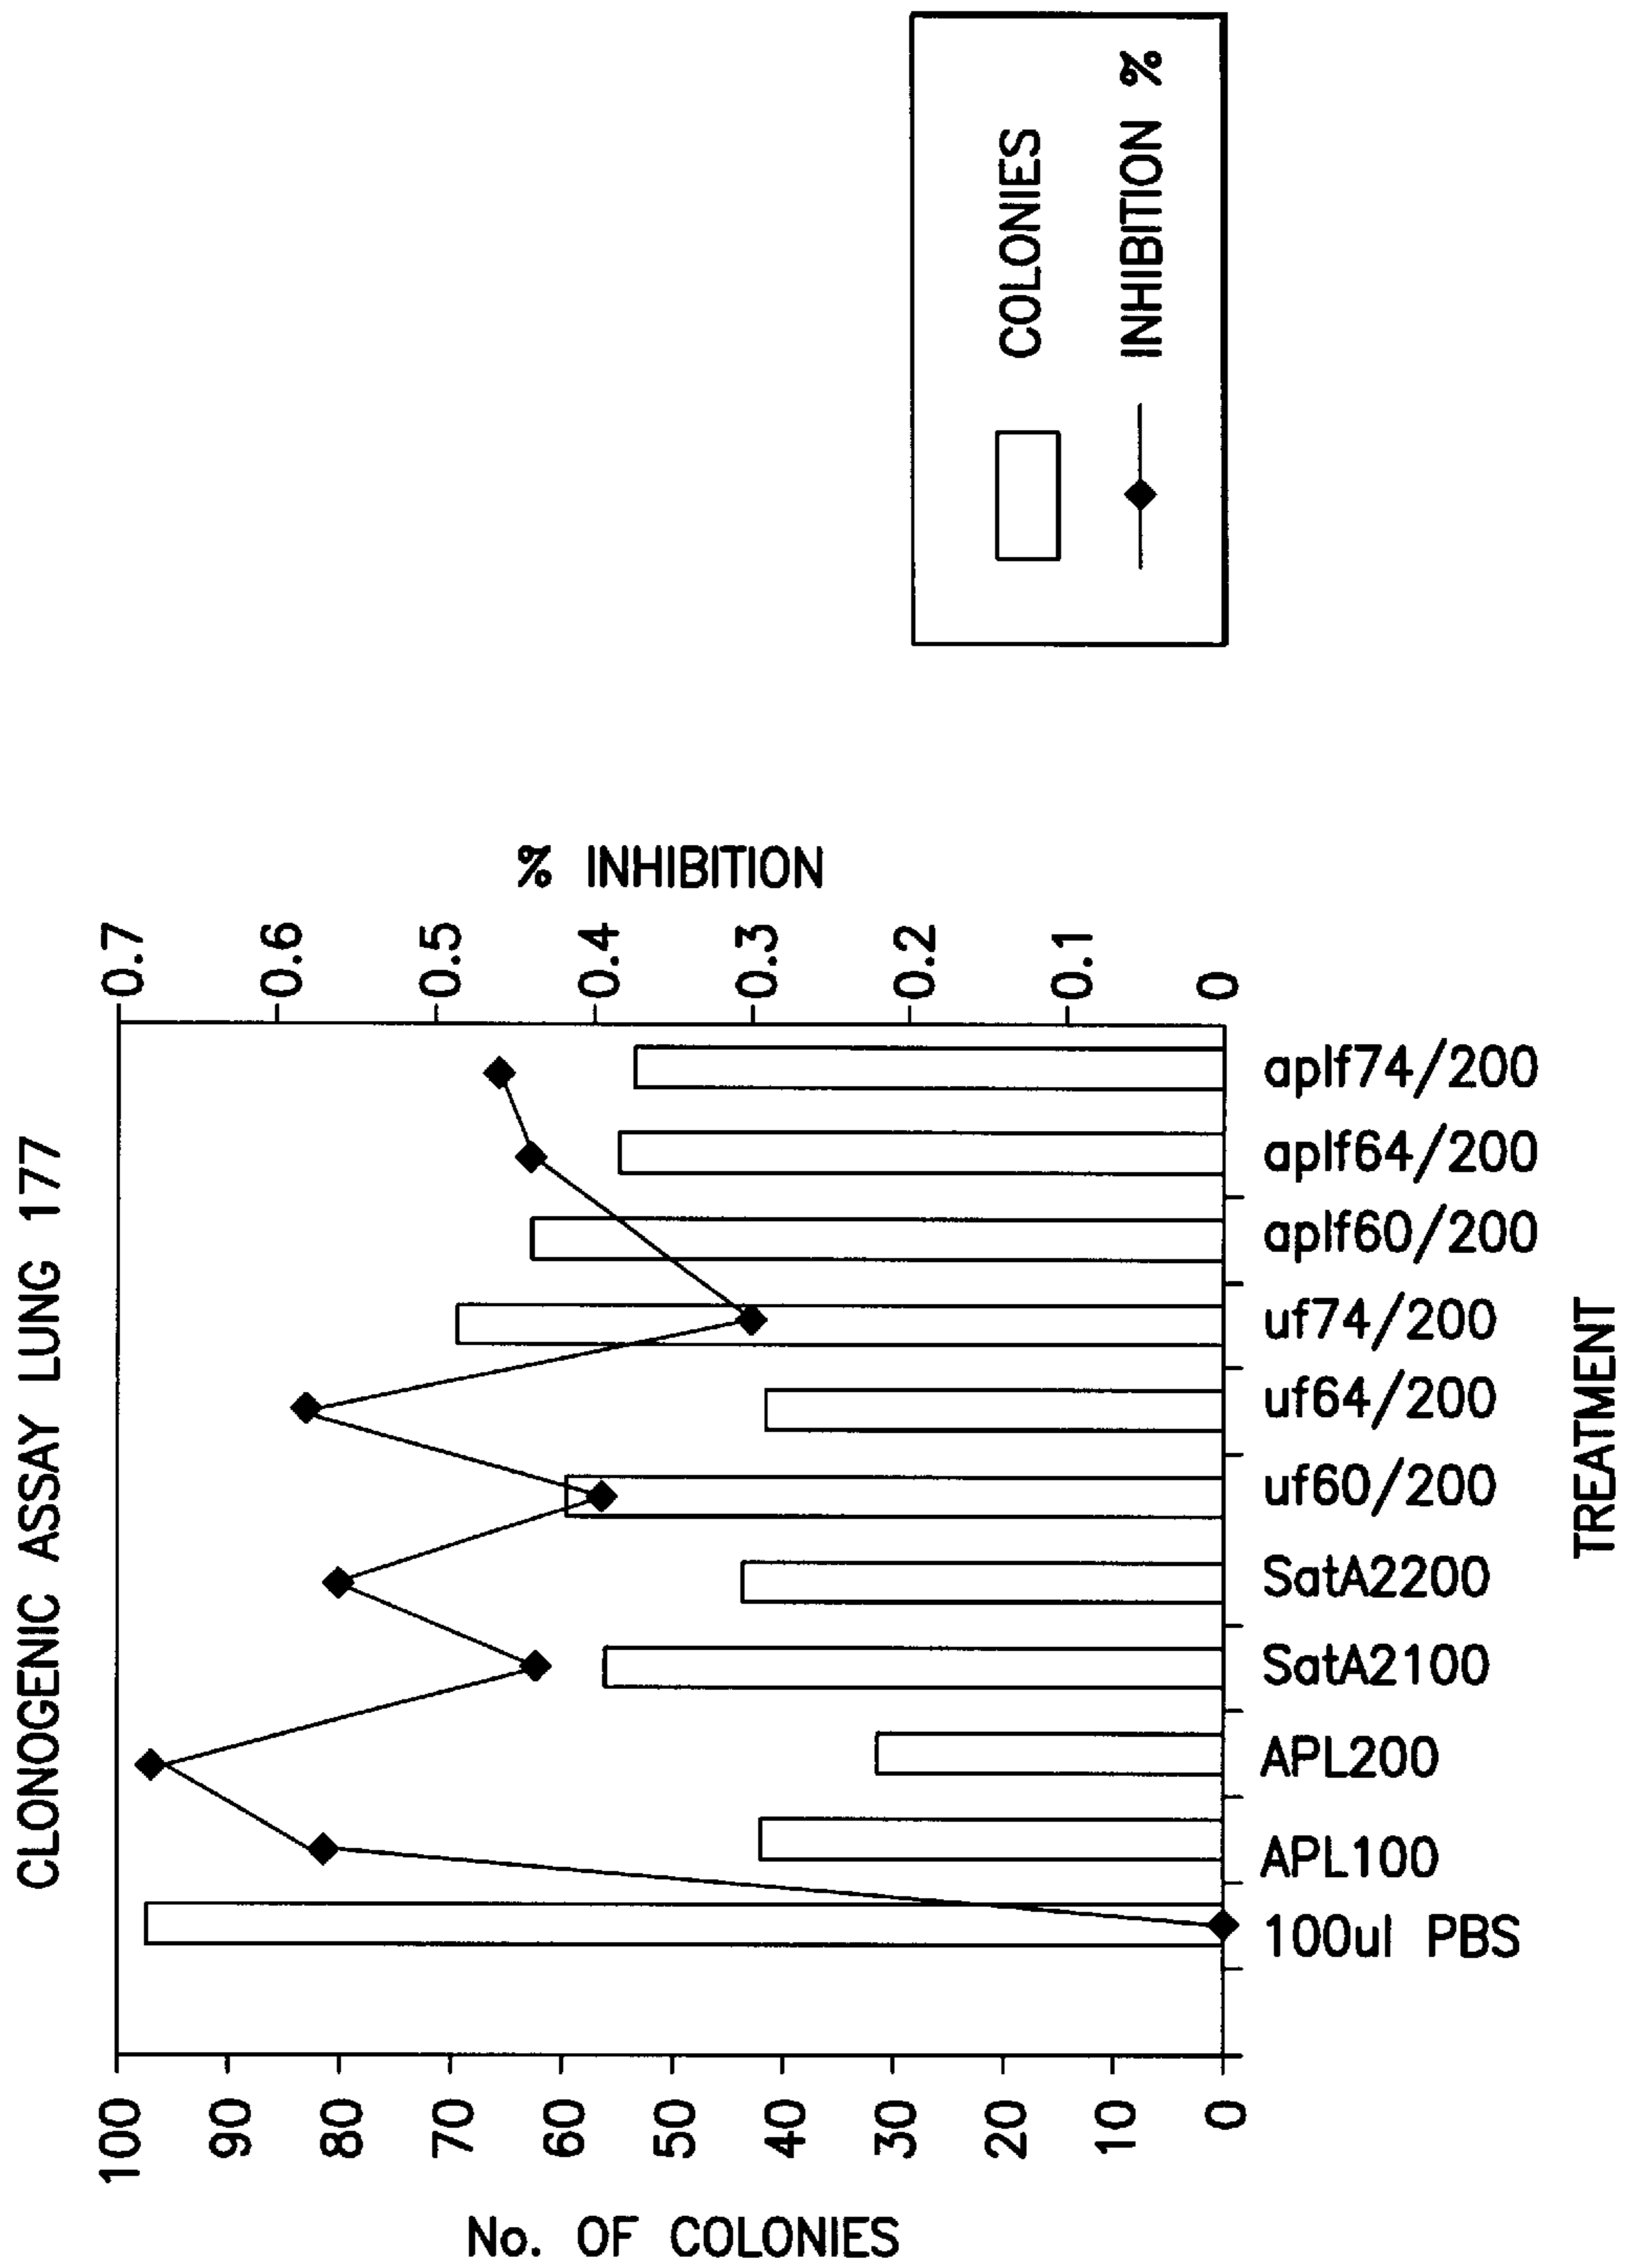 CLONOGENIC ASSAY LUNG 177
No. OF COLONIES
100
90
80
70
60
50
40
30
20
10
0
% INHIBITION
0.7
0.6
0.5
0.4
0.3
0.2
0.1
0
100ul PBS
APL100
APL200
SatA2100
SatA2200
uf60/200
uf64/200
uf74/200
aplf60/200
aplf64/200
aplf74/200
TREATMENT
COLONIES
INHIBITION %